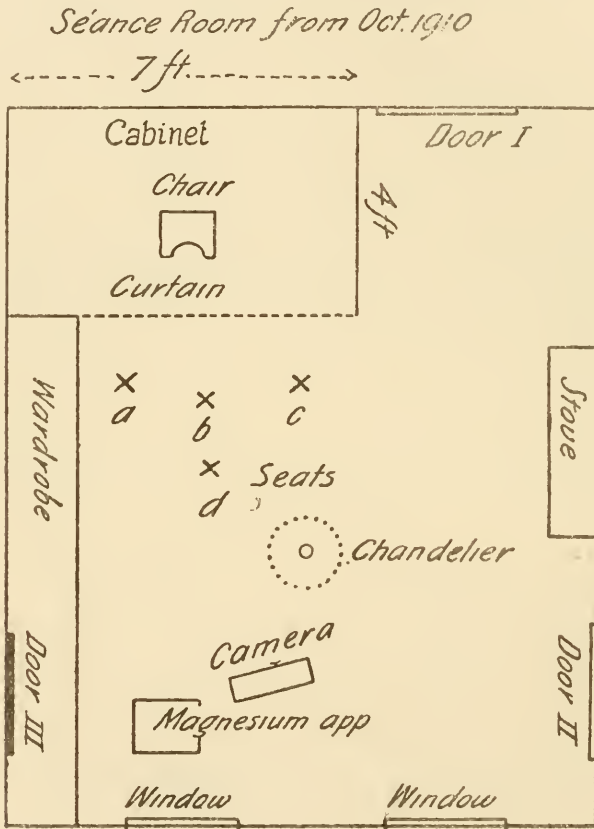 Séance Room from Oct. 1910
7 ft.
Cabinet
Door I
Chair
4 ft
Curtain
Wardrobe
Stove
a
b
c
d
Seats
Chandelier
Camera
Door III
Door II
Magnesium app
Window
Window